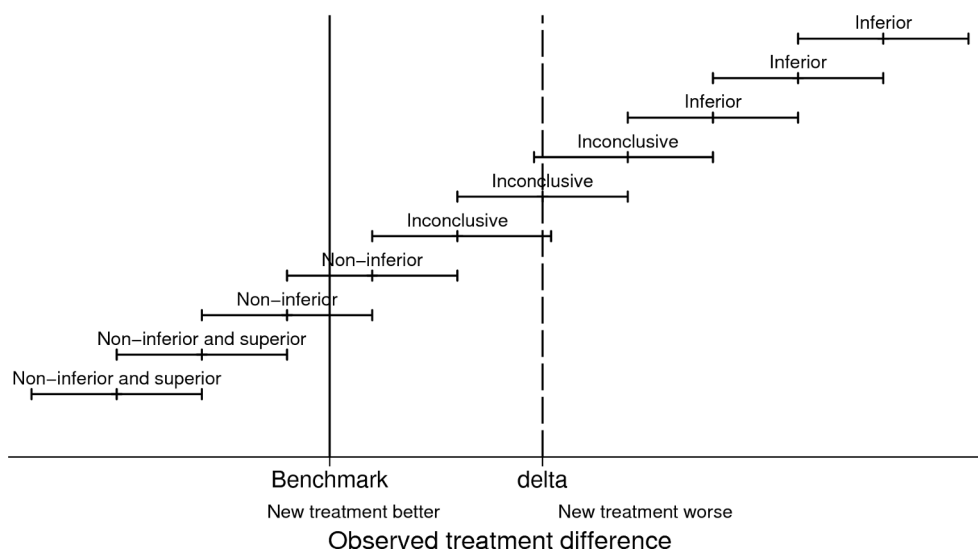 Inferior
Inferior
Inferior
Inconclusive
Inconclusive
Inconclusive
Non−inferior
Non−inferior
Non−inferior and superior
Non−inferior and superior
Benchmark
delta
New treatment better
New treatment worse
Observed treatment difference